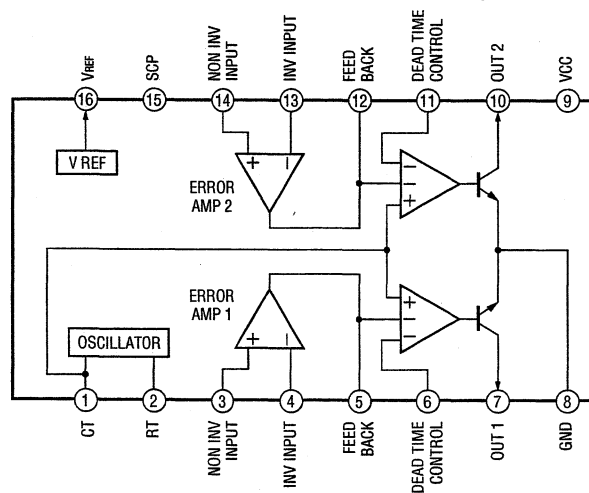 VREF
SCP
NON INV
INPUT
INV INPUT
FEED
BACK
DEAD TIME
CONTROL
OUT 2
VCC
16
15
14
13
12
11
10
9
V REF
+
−
ERROR
AMP 2
−
−
+
ERROR
AMP 1
+
−
+
−
−
OSCILLATOR
1
2
3
4
5
6
7
8
CT
RT
NON INV
INPUT
INV INPUT
FEED
BACK
DEAD TIME
CONTROL
OUT 1
GND